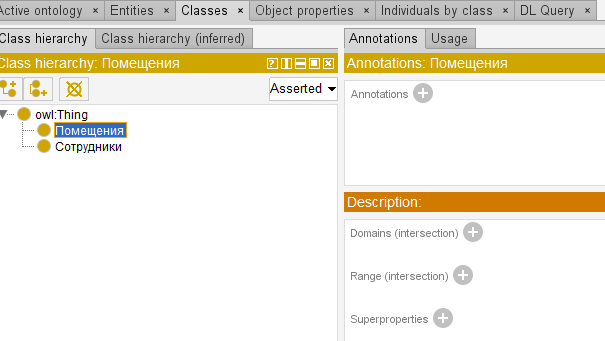 Active ontology × Entities × Classes × Object properties × Individuals by class × DL Query ×
Class hierarchy Class hierarchy (inferred)
Class hierarchy: Помещения
Asserted
owl:Thing
Помещения
Сотрудники
Annotations Usage
Annotations: Помещения
Annotations
Description:
Domains (intersection)
Range (intersection)
Superproperties